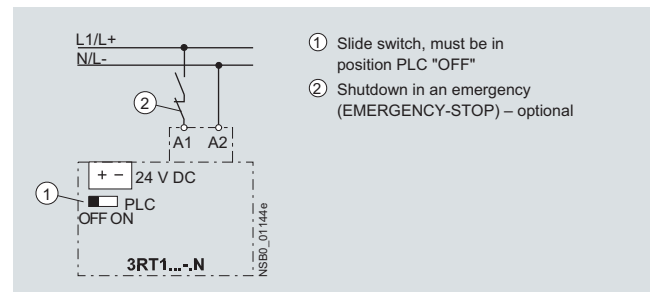 L1/L+
N/L-
① Slide switch, must be in
position PLC "OFF"
② Shutdown in an emergency
(EMERGENCY-STOP) – optional
②
A1 A2
+ − 24 V DC
① PLC
OFF ON
3RT1...-.N
NSB0_01144e